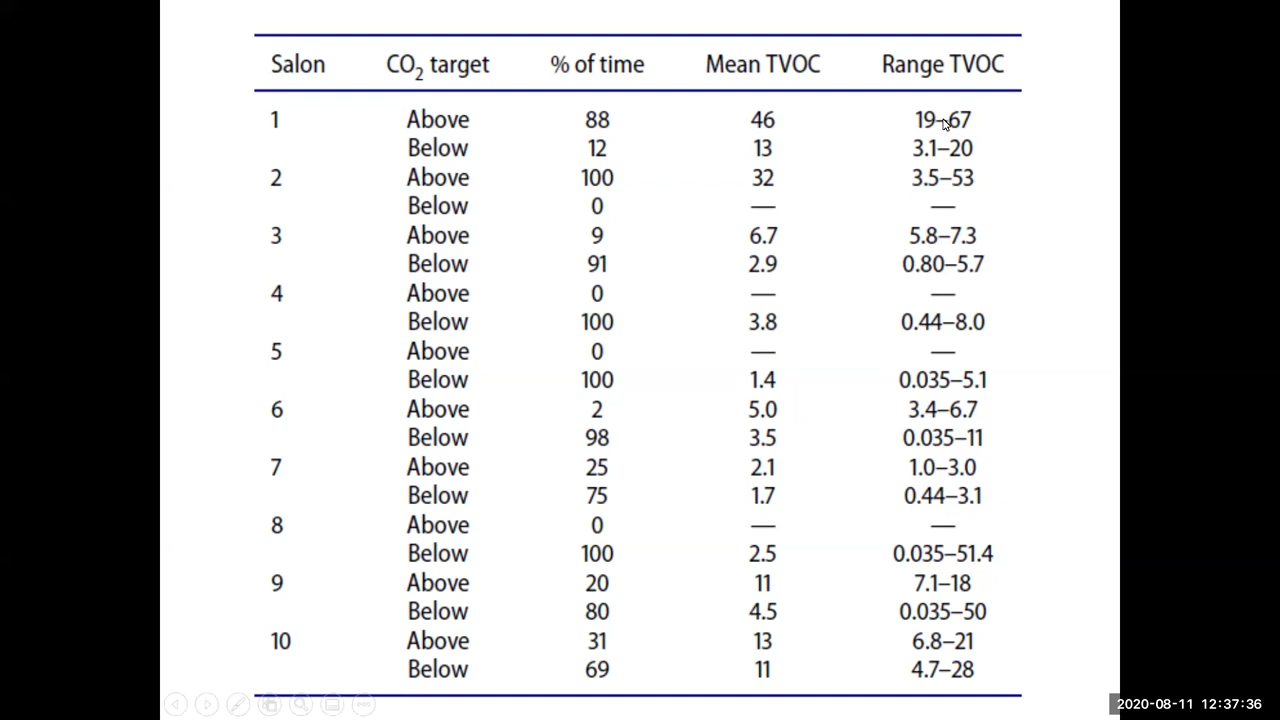 Salon CO₂ target % of time Mean TVOC Range TVOC
1 Above 88 46 19–67
Below 12 13 3.1–20
2 Above 100 32 3.5–53
Below 0 — —
3 Above 9 6.7 5.8–7.3
Below 91 2.9 0.80–5.7
4 Above 0 — —
Below 100 3.8 0.44–8.0
5 Above 0 — —
Below 100 1.4 0.035–5.1
6 Above 2 5.0 3.4–6.7
Below 98 3.5 0.035–11
7 Above 25 2.1 1.0–3.0
Below 75 1.7 0.44–3.1
8 Above 0 — —
Below 100 2.5 0.035–51.4
9 Above 20 11 7.1–18
Below 80 4.5 0.035–50
10 Above 31 13 6.8–21
Below 69 11 4.7–28
2020-08-11 12:37:36